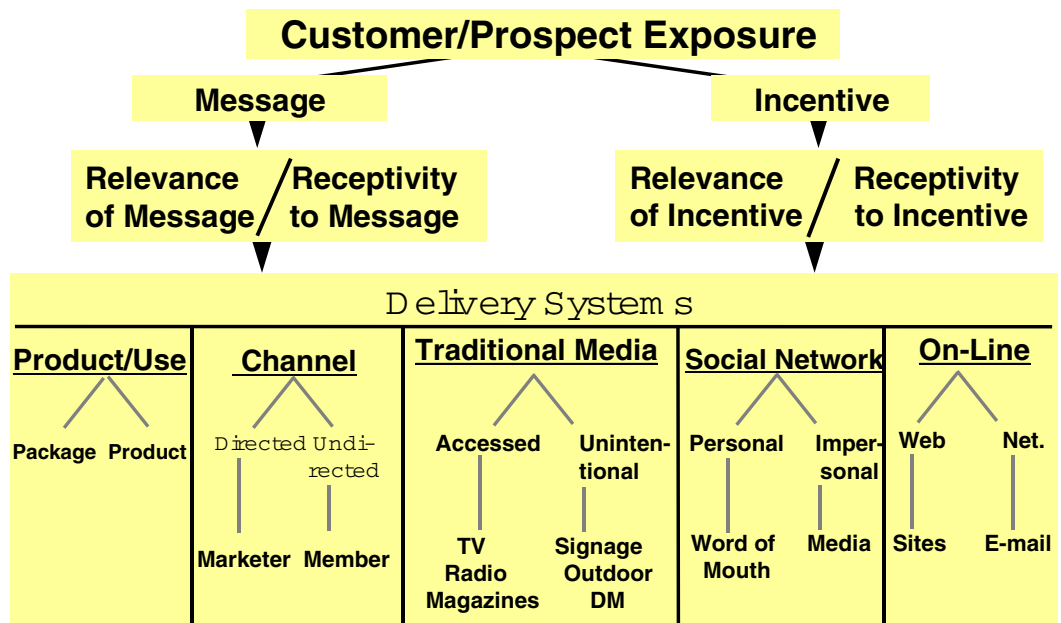 Customer/Prospect Exposure
Message
Incentive
Relevance of Message / Receptivity to Message
Relevance of Incentive / Receptivity to Incentive
Delivery Systems
Product/Use
Package Product
Channel
Directed Undi-
rected
Marketer Member
Traditional Media
Accessed Uninten-
tional
TV
Radio
Magazines
Signage
Outdoor
DM
Social Network
Personal Imper-
sonal
Word of
Mouth
Media
On-Line
Web Net.
Sites E-mail